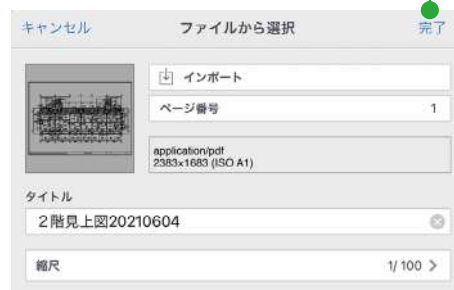 キャンセル ファイルから選択 完了
インポート
ページ番号 1
application/pdf
2383x1683 (ISO A1)
タイトル
2階見上図20210604
縮尺 1/100 >